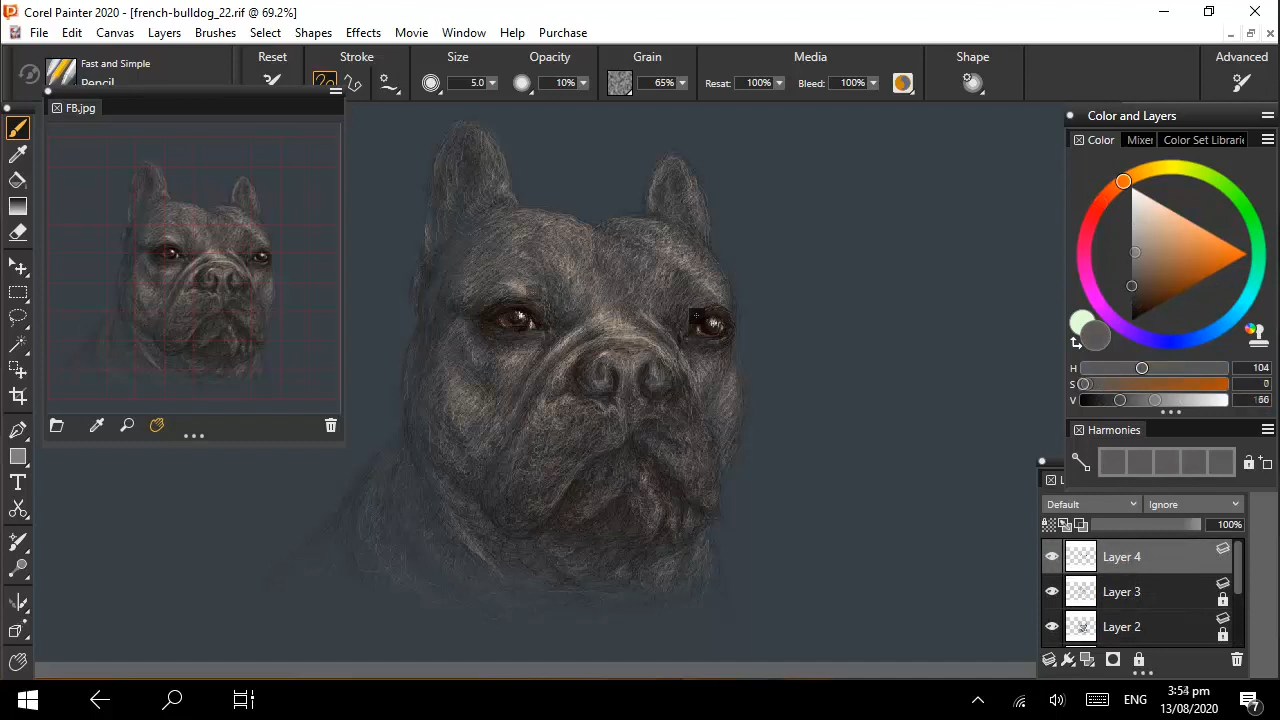 Corel Painter 2020 - [french-bulldog_22.rif @ 69.2%]
File Edit Canvas Layers Brushes Select Shapes Effects Movie Window Help Purchase
Fast and Simple
Pencil
Reset
Stroke
Size
5.0
Opacity
10%
Grain
65%
Media
Resat: 100%
Bleed: 100%
Shape
Advanced
FB.jpg
Color and Layers
Color Mixer Color Set Librarie
H 104
S 0
V 166
Harmonies
L
Default Ignore
100%
Layer 4
Layer 3
Layer 2
T
ENG
3:54 pm
13/08/2020
7